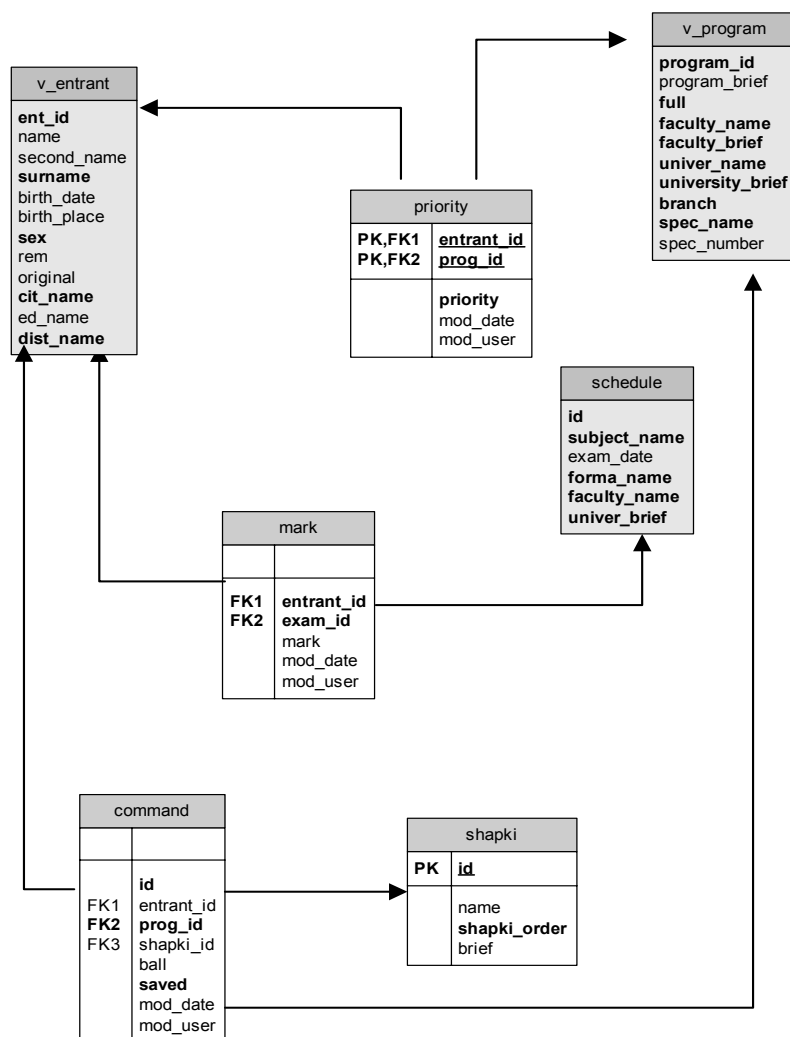 v_program
program_id
program_brief
full
faculty_name
faculty_brief
univer_name
university_brief
branch
spec_name
spec_number
v_entrant
ent_id
name
second_name
surname
birth_date
birth_place
sex
rem
original
cit_name
ed_name
dist_name
priority
PK,FK1 entrant_id
PK,FK2 prog_id
priority
mod_date
mod_user
schedule
id
subject_name
exam_date
forma_name
faculty_name
univer_brief
mark
FK1 entrant_id
FK2 exam_id
mark
mod_date
mod_user
command
id
FK1 entrant_id
FK2 prog_id
FK3 shapki_id
ball
saved
mod_date
mod_user
shapki
PK id
name
shapki_order
brief